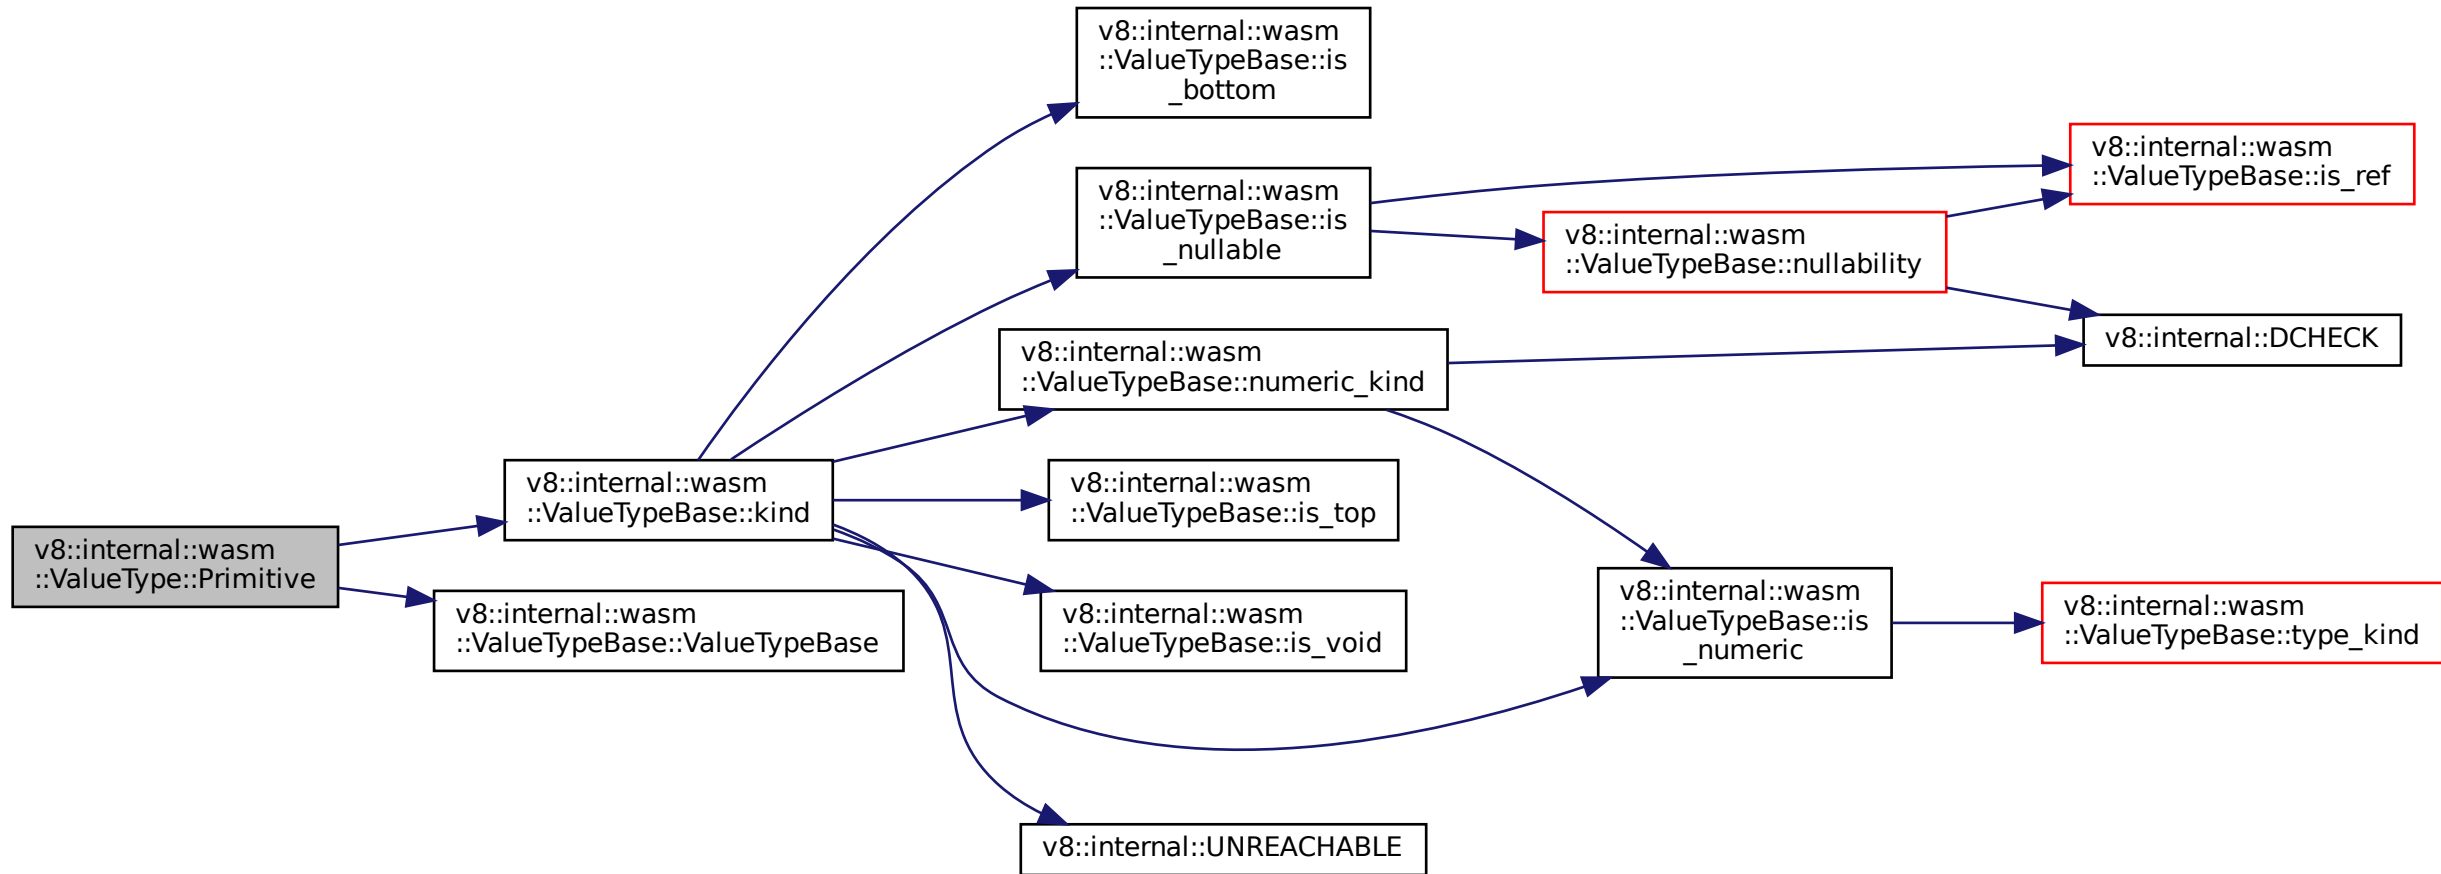 v8::internal::wasm
::ValueType::Primitive
v8::internal::wasm
::ValueTypeBase::kind
v8::internal::wasm
::ValueTypeBase::ValueTypeBase
v8::internal::wasm
::ValueTypeBase::is
_bottom
v8::internal::wasm
::ValueTypeBase::is
_nullable
v8::internal::wasm
::ValueTypeBase::numeric_kind
v8::internal::wasm
::ValueTypeBase::is_top
v8::internal::wasm
::ValueTypeBase::is_void
v8::internal::UNREACHABLE
v8::internal::wasm
::ValueTypeBase::nullability
v8::internal::wasm
::ValueTypeBase::is
_numeric
v8::internal::wasm
::ValueTypeBase::is_ref
v8::internal::DCHECK
v8::internal::wasm
::ValueTypeBase::type_kind